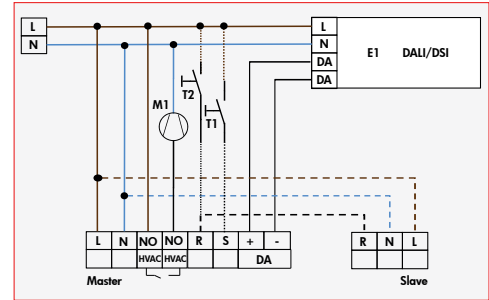 L
N
L
N
DA
DA
E1 DALI/DSI
T2
M1
T1
L N NO NO R S + -
HVAC HVAC DA
R N L
Master
Slave